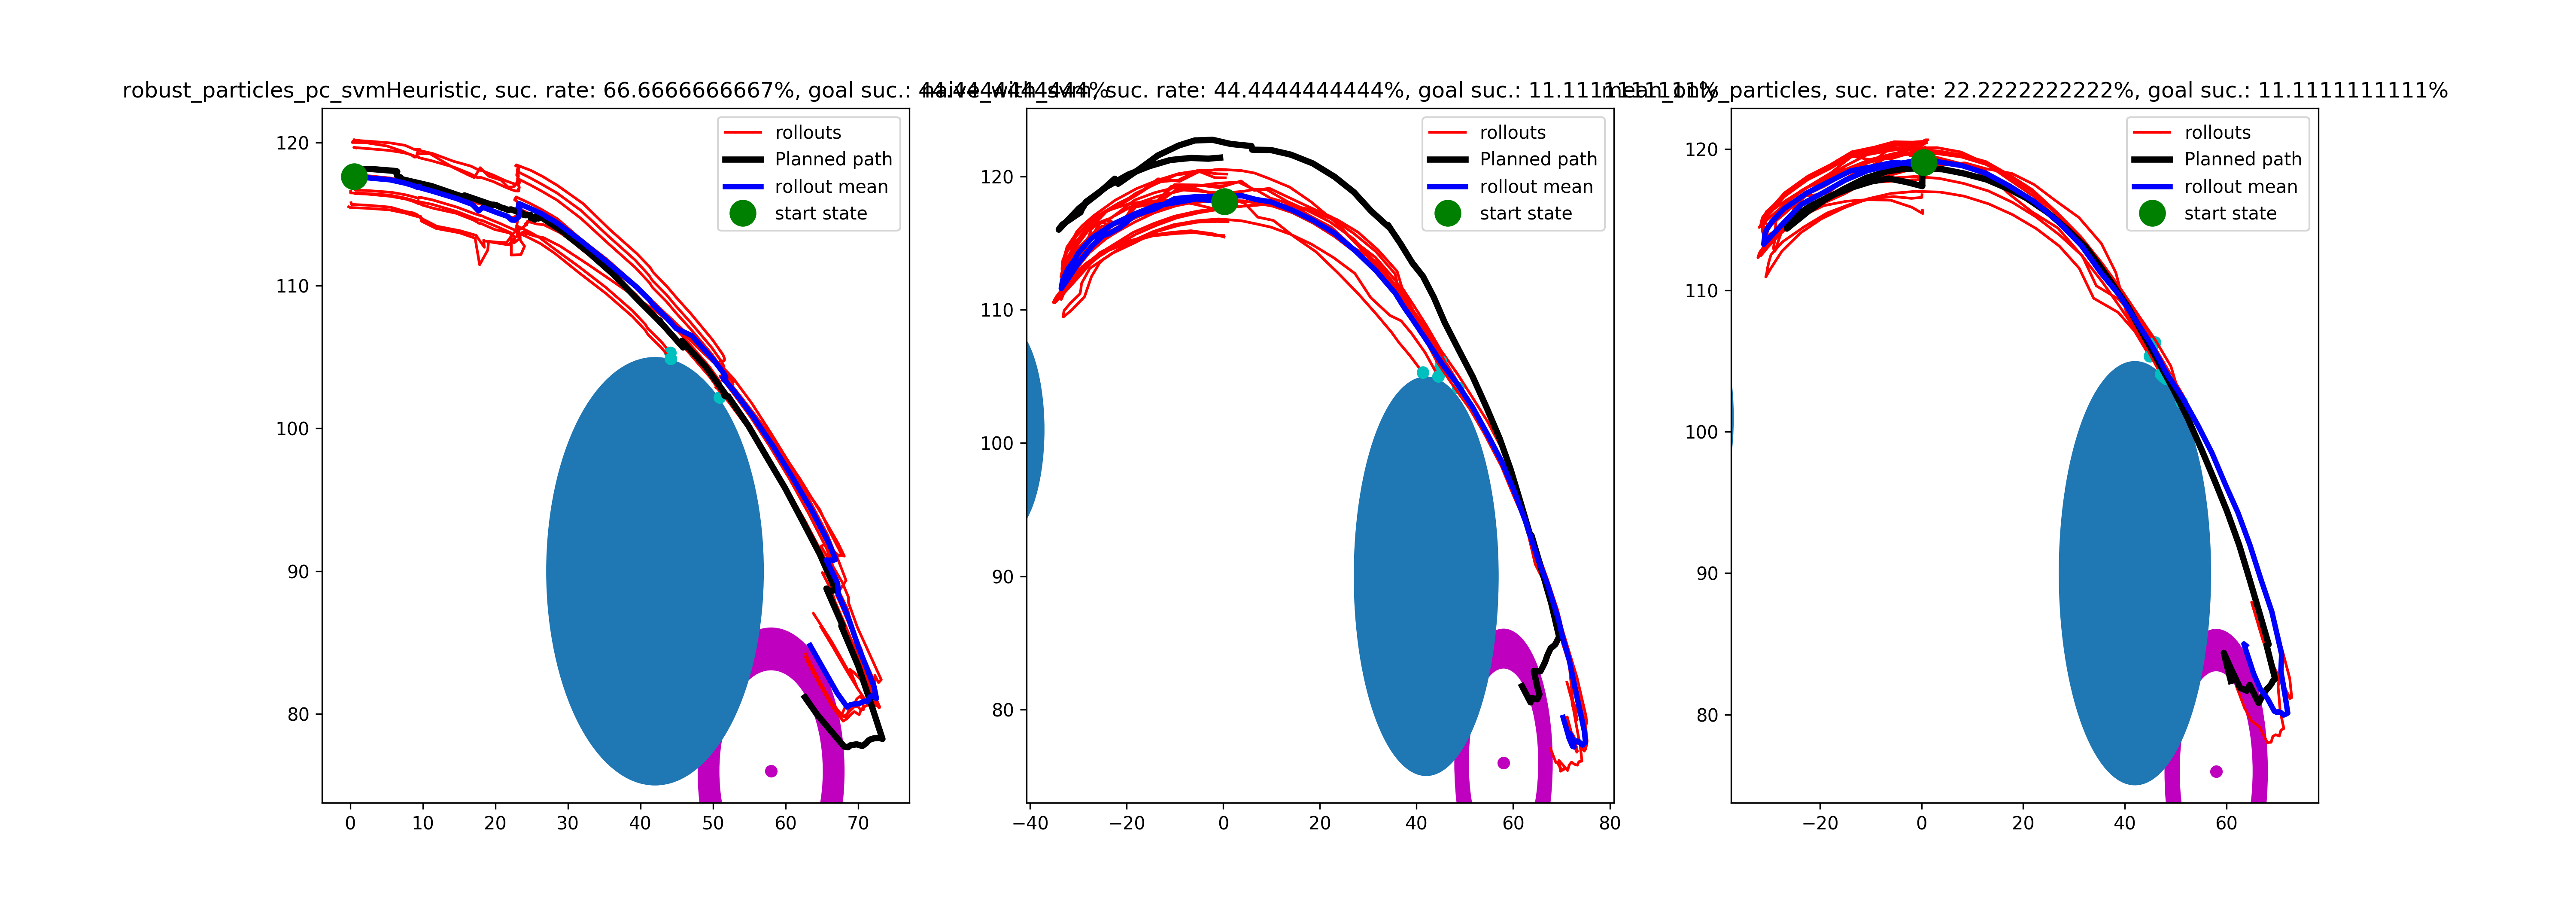 robust_particles_pc_svmHeuristic, suc. rate: 66.6666666667%, goal suc.: 44.4444444444%
naive_with_svm, suc. rate: 44.4444444444%, goal suc.: 11.1111111111%
mean_only_particles, suc. rate: 22.2222222222%, goal suc.: 11.1111111111%
rollouts
Planned path
rollout mean
start state
120
110
100
90
80
0 10 20 30 40 50 60 70
rollouts
Planned path
rollout mean
start state
120
110
100
90
80
−40 −20 0 20 40 60 80
rollouts
Planned path
rollout mean
start state
120
110
100
90
80
−20 0 20 40 60